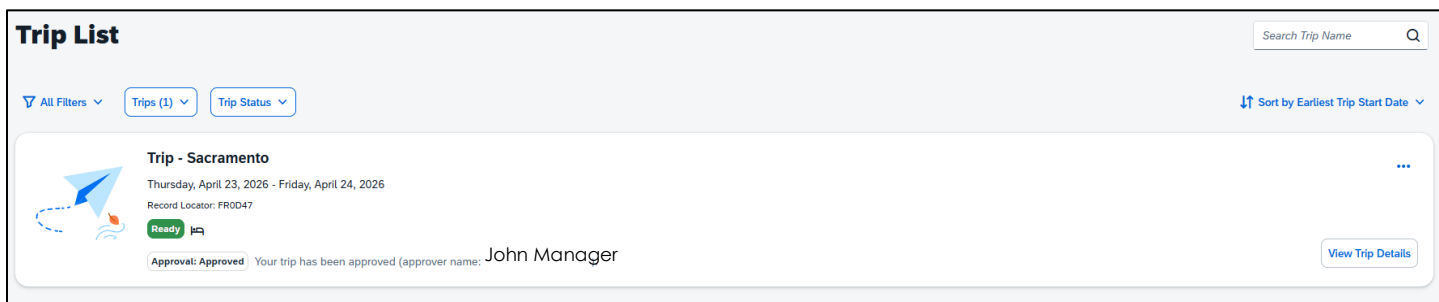 Trip List
Search Trip Name
All Filters
Trips (1)
Trip Status
Sort by Earliest Trip Start Date
Trip - Sacramento
Thursday, April 23, 2026 - Friday, April 24, 2026
Record Locator: FR0D47
Ready
Approval: Approved Your trip has been approved (approver name: John Manager
View Trip Details